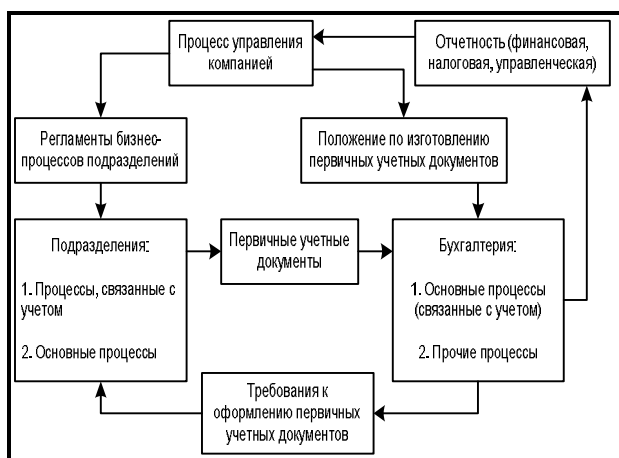 Процесс управления
компанией
Отчетность (финансовая,
налоговая, управленческая)
Регламенты бизнес-
процессов подразделений
Положение по изготовлению
первичных учетных документов
Подразделения:
1. Процессы, связанные с
учетом
2. Основные процессы
Первичные учетные
документы
Бухгалтерия:
1. Основные процессы
(связанные с учетом)
2. Прочие процессы
Требования к
оформлению первичных
учетных документов